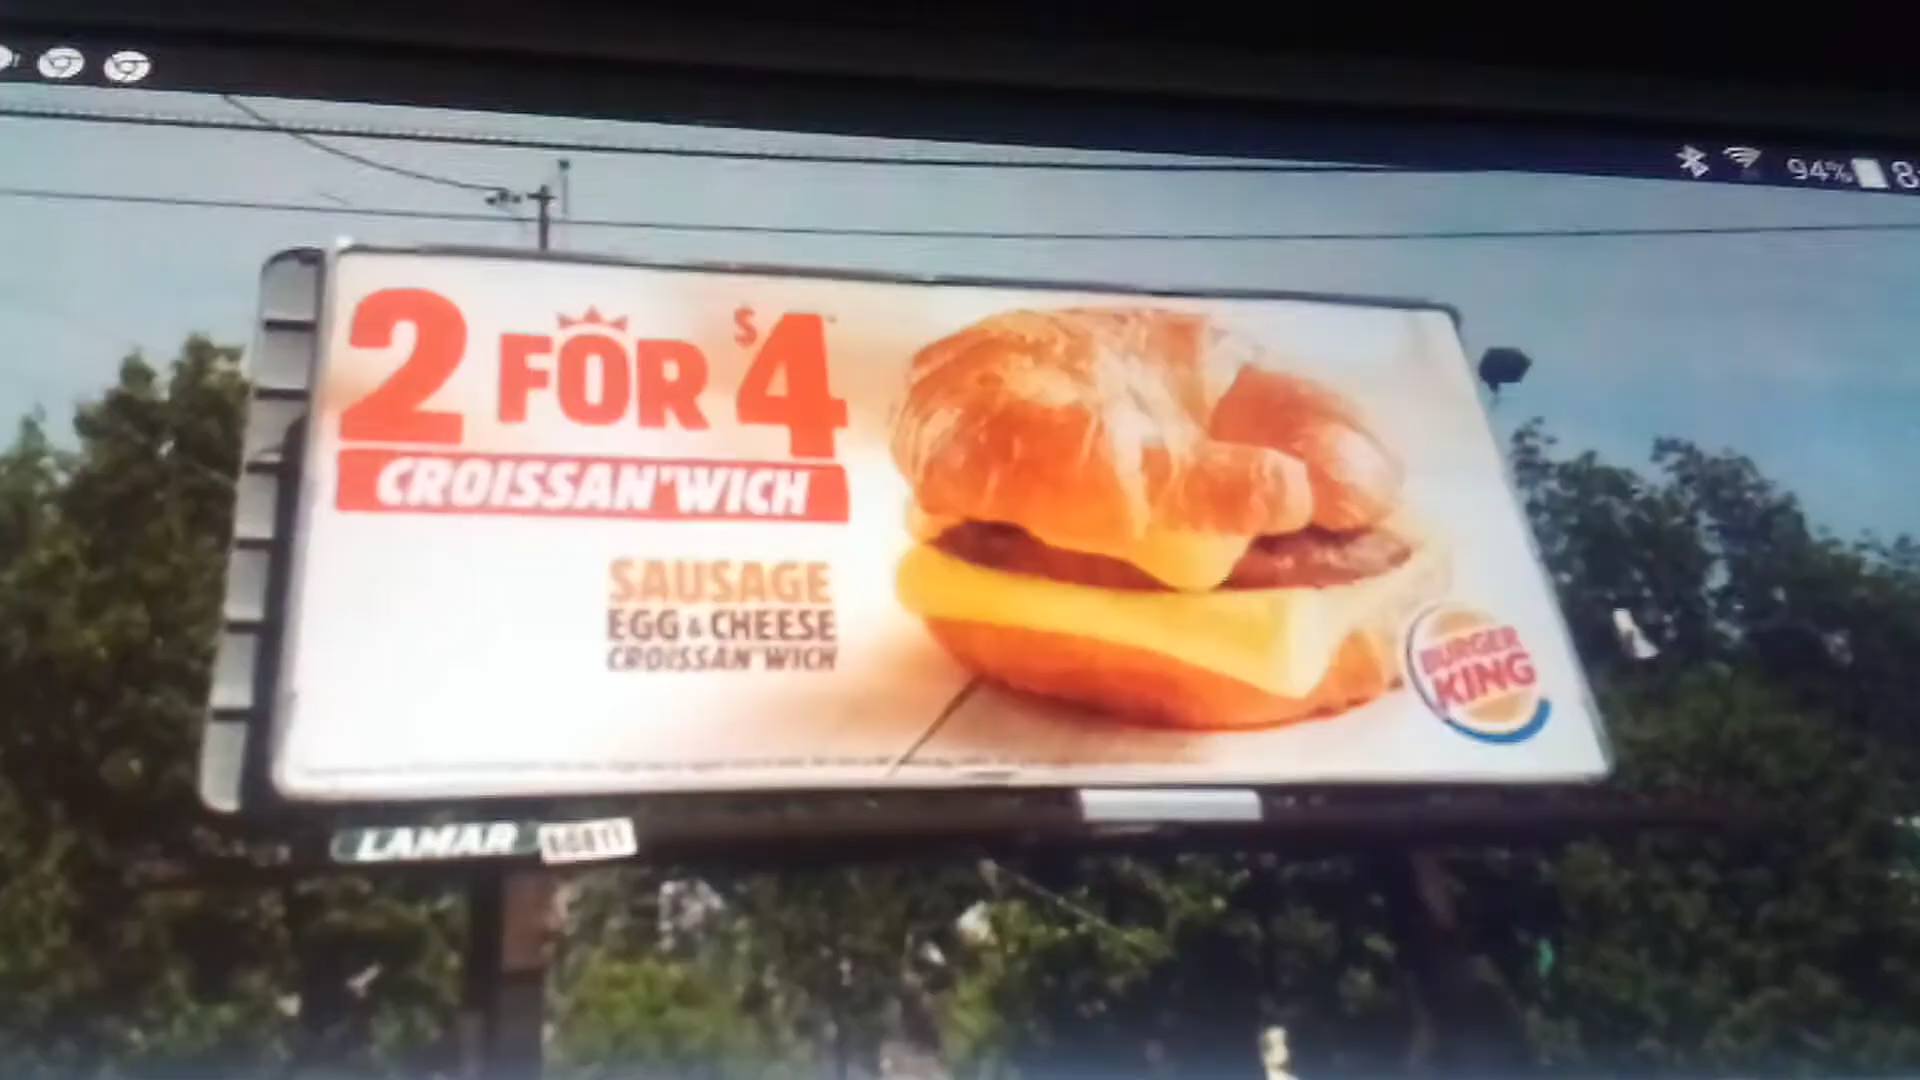 94%
2 FOR $4
CROISSAN'WICH
SAUSAGE
EGG & CHEESE
CROISSAN'WICH
BURGER
KING
LAMAR